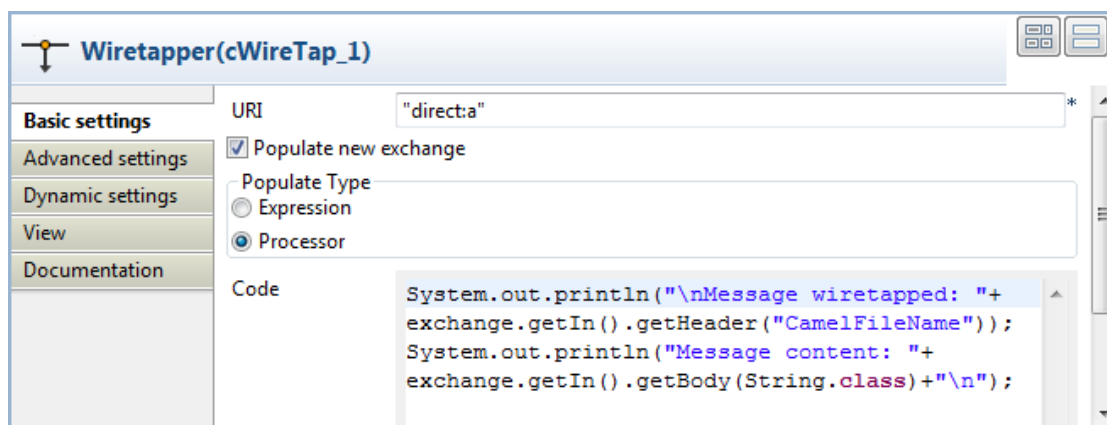 Wiretapper(cWireTap_1)
Basic settings
Advanced settings
Dynamic settings
View
Documentation
URI "direct:a" *
Populate new exchange
Populate Type
Expression
Processor
Code
System.out.println("\nMessage wiretapped: "+
exchange.getIn().getHeader("CamelFileName"));
System.out.println("Message content: "+
exchange.getIn().getBody(String.class)+"\n");